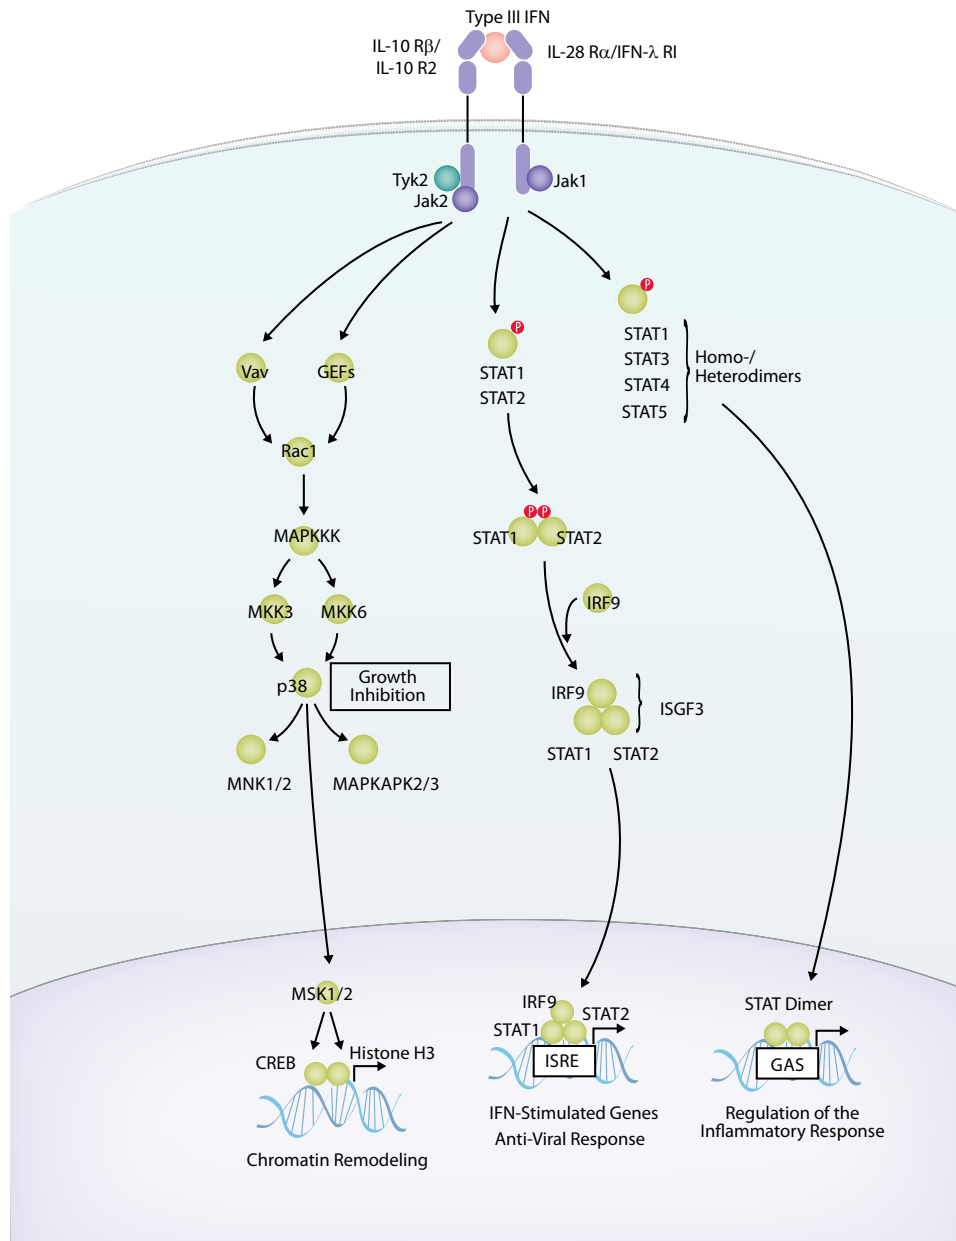 Type III IFN
IL-10 Rβ/
IL-10 R2
IL-28 Rα/IFN-λ RI
Tyk2
Jak2
Jak1
P
STAT1
STAT3
STAT4
STAT5
Homo-/
Heterodimers
P
STAT1
STAT2
Vav
GEFs
Rac1
MAPKKK
P P
STAT1
STAT2
MKK3
MKK6
IRF9
p38
Growth
Inhibition
IRF9
ISGF3
STAT1
STAT2
MNK1/2
MAPKAPK2/3
MSK1/2
CREB
Histone H3
Chromatin Remodeling
IRF9
STAT1
STAT2
ISRE
IFN-Stimulated Genes
Anti-Viral Response
STAT Dimer
GAS
Regulation of the
Inflammatory Response